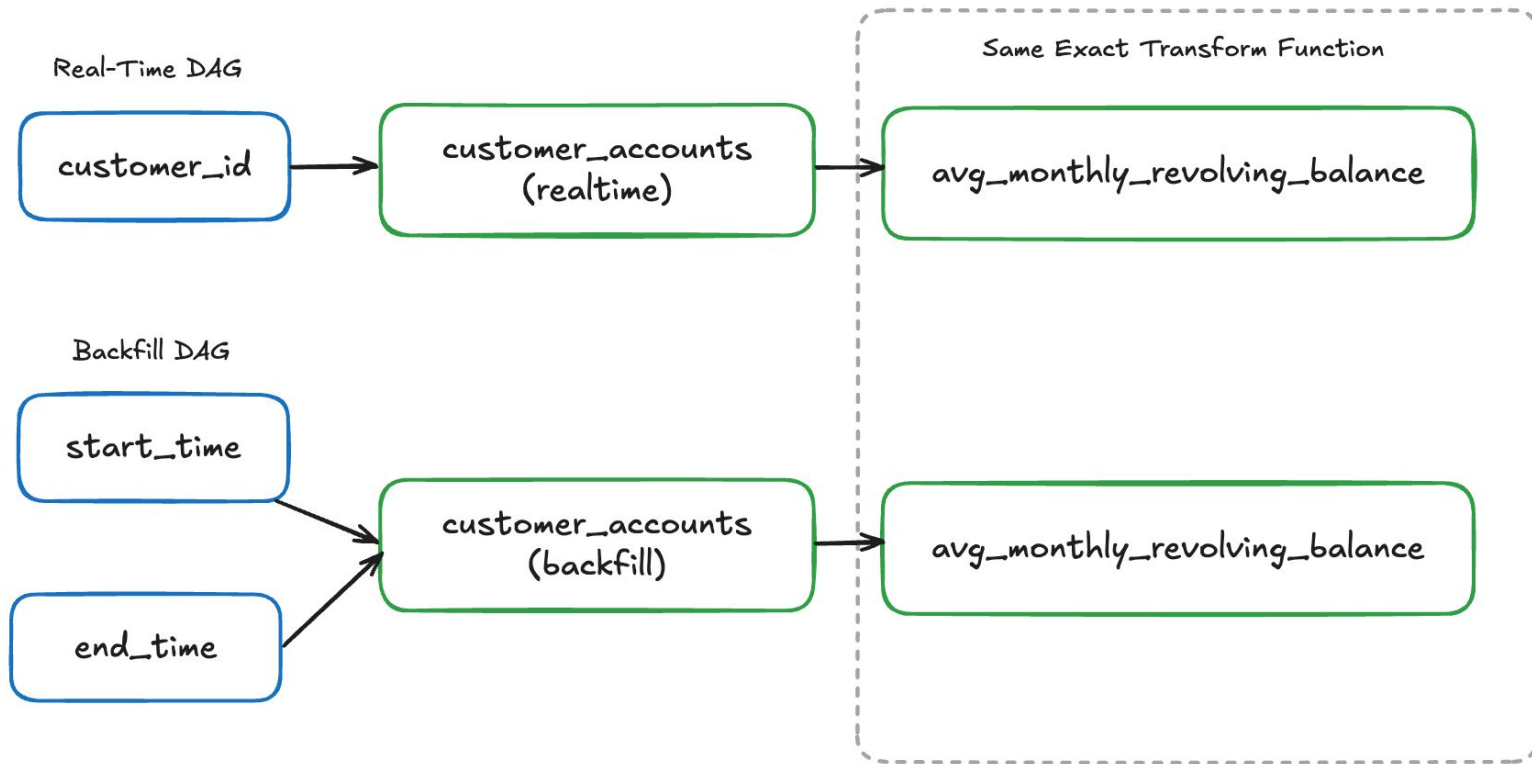 Same Exact Transform Function
Real-Time DAG
customer_id
customer_accounts
(realtime)
avg_monthly_revolving_balance
Backfill DAG
start_time
customer_accounts
(backfill)
avg_monthly_revolving_balance
end_time